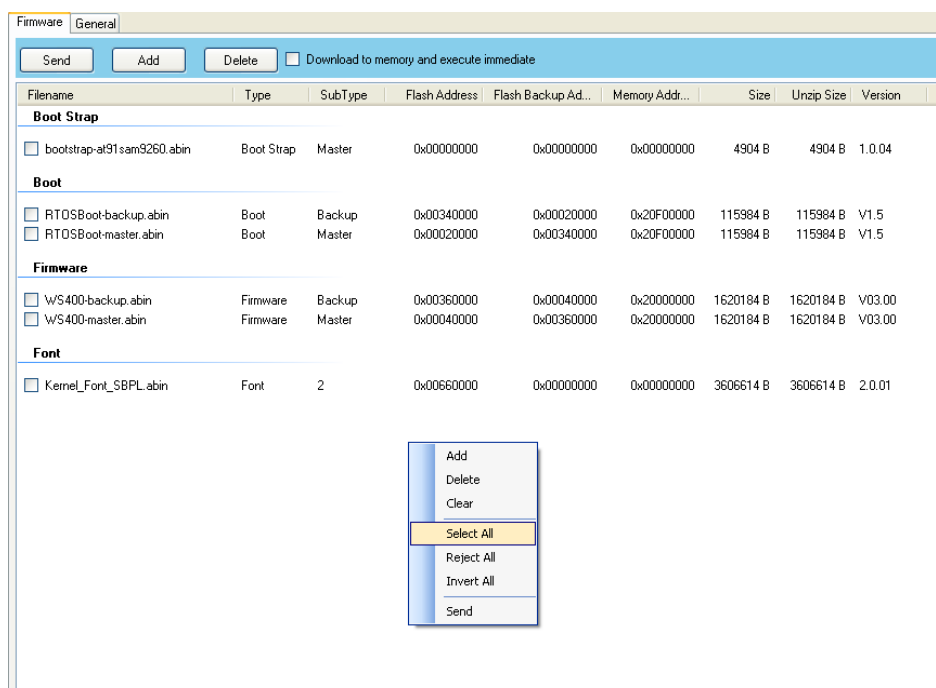 Firmware General
Send Add Delete Download to memory and execute immediate
Filename Type SubType Flash Address Flash Backup Ad... Memory Addr... Size Unzip Size Version
Boot Strap
bootstrap-at91sam9260.abin Boot Strap Master 0x00000000 0x00000000 0x00000000 4904 B 4904 B 1.0.04
Boot
RTOSBoot-backup.abin Boot Backup 0x00340000 0x00020000 0x20F00000 115984 B 115984 B V1.5
RTOSBoot-master.abin Boot Master 0x00020000 0x00340000 0x20F00000 115984 B 115984 B V1.5
Firmware
WS400-backup.abin Firmware Backup 0x00360000 0x00040000 0x20000000 1620184 B 1620184 B V03.00
WS400-master.abin Firmware Master 0x00040000 0x00360000 0x20000000 1620184 B 1620184 B V03.00
Font
Kernel_Font_SBPL.abin Font 2 0x00660000 0x00000000 0x00000000 3606614 B 3606614 B 2.0.01
Add
Delete
Clear
Select All
Reject All
Invert All
Send